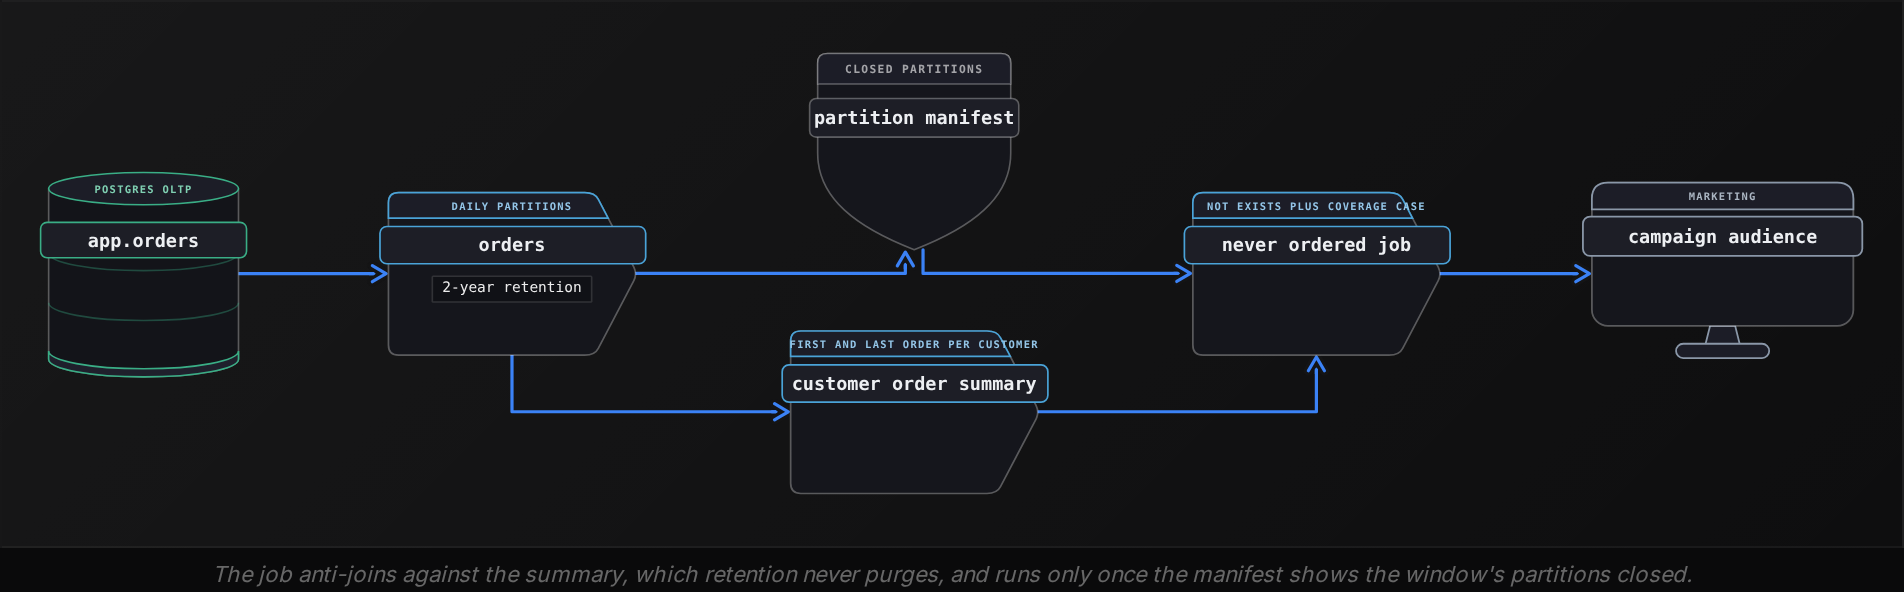 CLOSED PARTITIONS
partition manifest
POSTGRES OLTP
app.orders
DAILY PARTITIONS
orders
2-year retention
NOT EXISTS PLUS COVERAGE CASE
never ordered job
MARKETING
campaign audience
FIRST AND LAST ORDER PER CUSTOMER
customer order summary
The job anti-joins against the summary, which retention never purges, and runs only once the manifest shows the window's partitions closed.